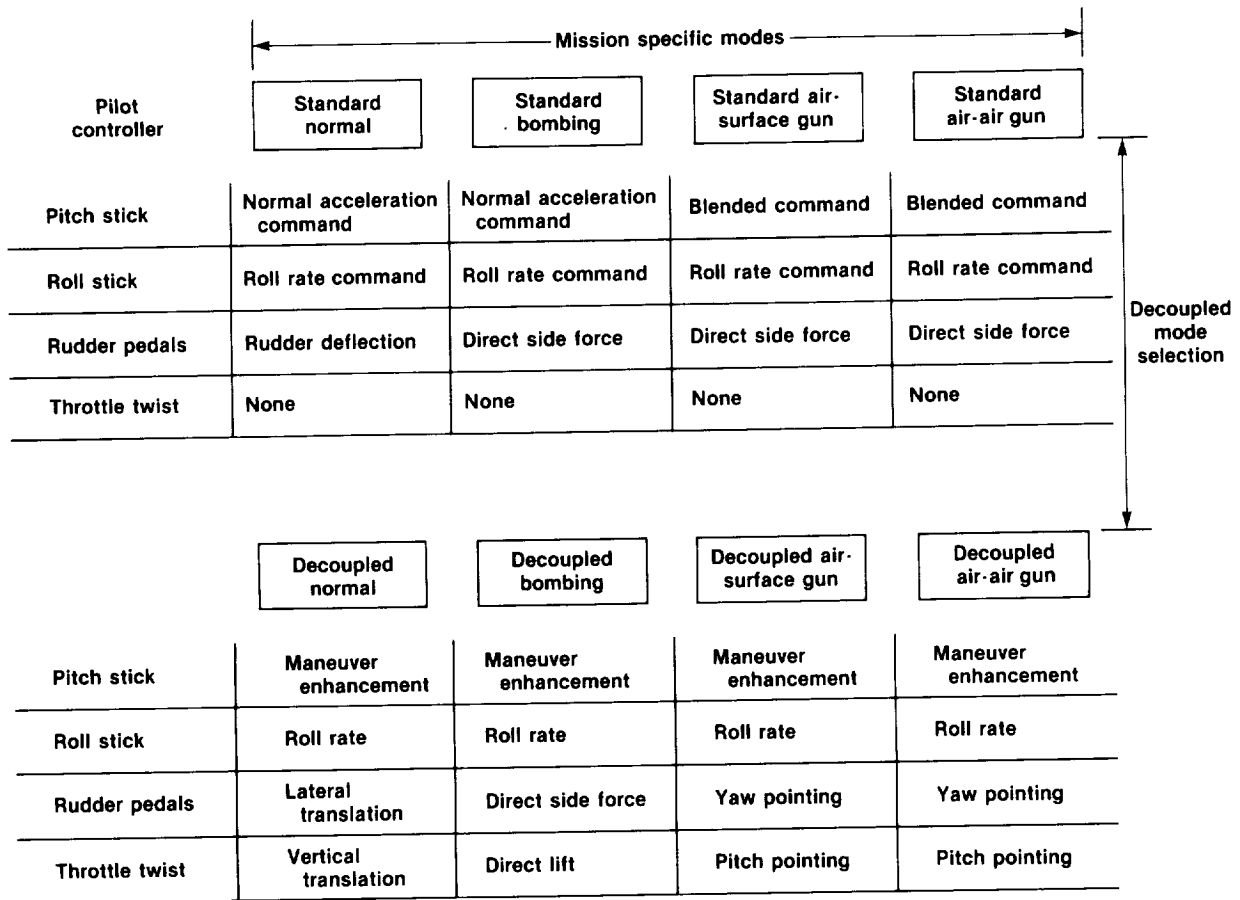 Mission specific modes
Pilot
controller
Standard
normal
Standard
bombing
Standard air-
surface gun
Standard
air-air gun
Pitch stick
Normal acceleration
command
Normal acceleration
command
Blended command
Blended command
Roll stick
Roll rate command
Roll rate command
Roll rate command
Roll rate command
Rudder pedals
Rudder deflection
Direct side force
Direct side force
Direct side force
Throttle twist
None
None
None
None
Decoupled
mode
selection
Decoupled
normal
Decoupled
bombing
Decoupled air-
surface gun
Decoupled
air-air gun
Pitch stick
Maneuver
enhancement
Maneuver
enhancement
Maneuver
enhancement
Maneuver
enhancement
Roll stick
Roll rate
Roll rate
Roll rate
Roll rate
Rudder pedals
Lateral
translation
Direct side force
Yaw pointing
Yaw pointing
Throttle twist
Vertical
translation
Direct lift
Pitch pointing
Pitch pointing